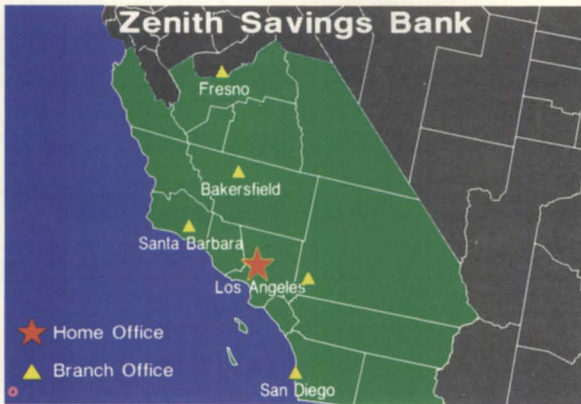 Zenith Savings Bank
Fresno
Bakersfield
Santa Barbara
Los Angeles
Home Office
Branch Office
San Diego